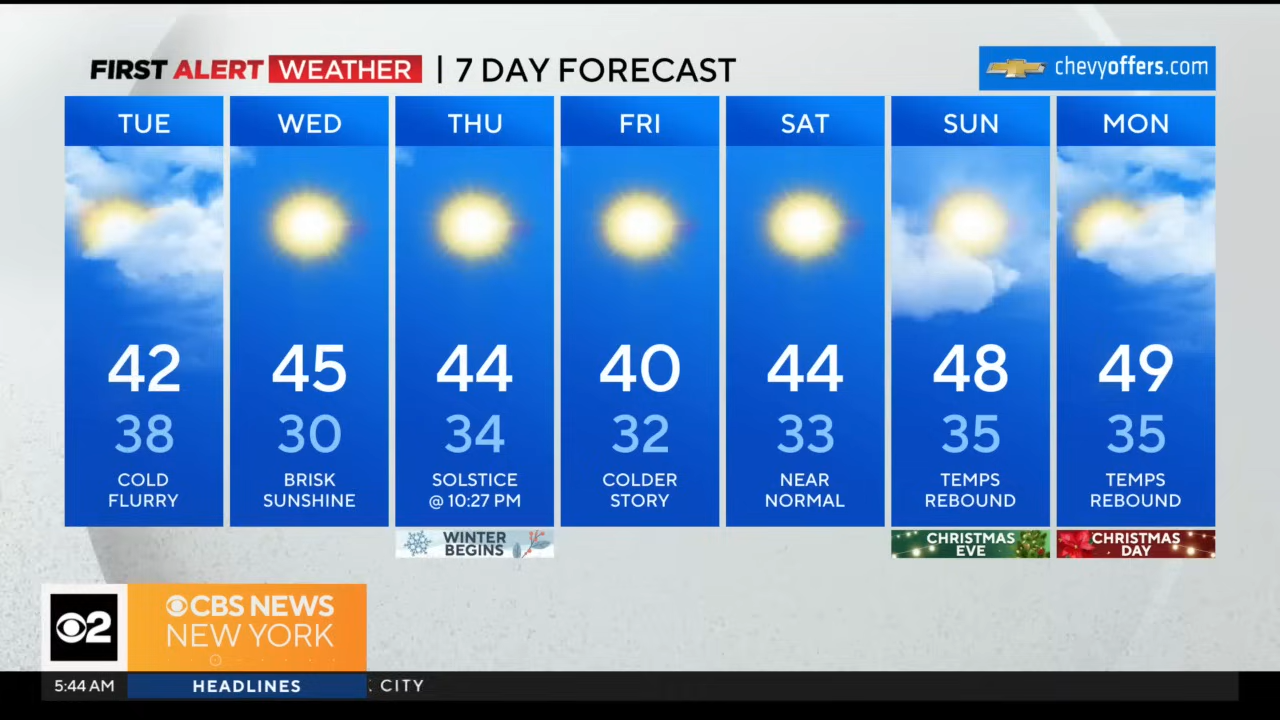 FIRST ALERT WEATHER | 7 DAY FORECAST
chevyoffers.com
TUE
42
38
COLD
FLURRY
WED
45
30
BRISK
SUNSHINE
THU
44
34
SOLSTICE
@ 10:27 PM
WINTER
BEGINS
FRI
40
32
COLDER
STORY
SAT
44
33
NEAR
NORMAL
SUN
48
35
TEMPS
REBOUND
CHRISTMAS
EVE
MON
49
35
TEMPS
REBOUND
CHRISTMAS
DAY
2
CBS NEWS
NEW YORK
5:44 AM
HEADLINES
CITY